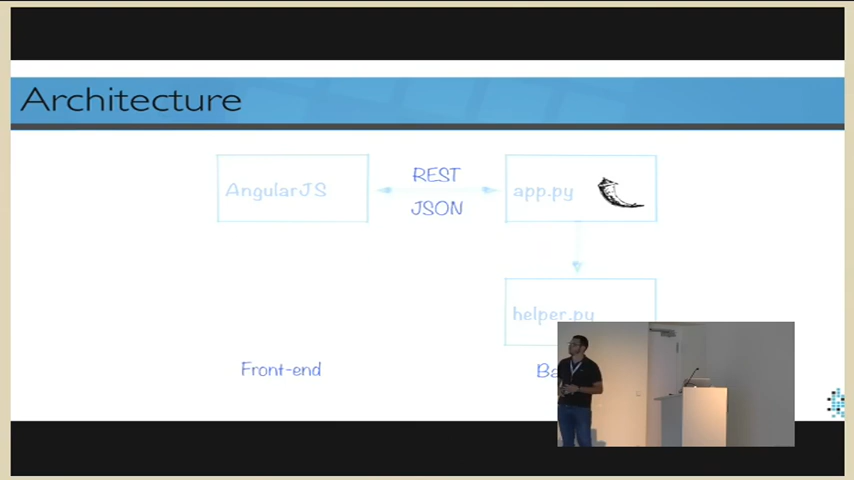 Architecture
AngularJS
REST
JSON
app.py
helper.py
Front-end